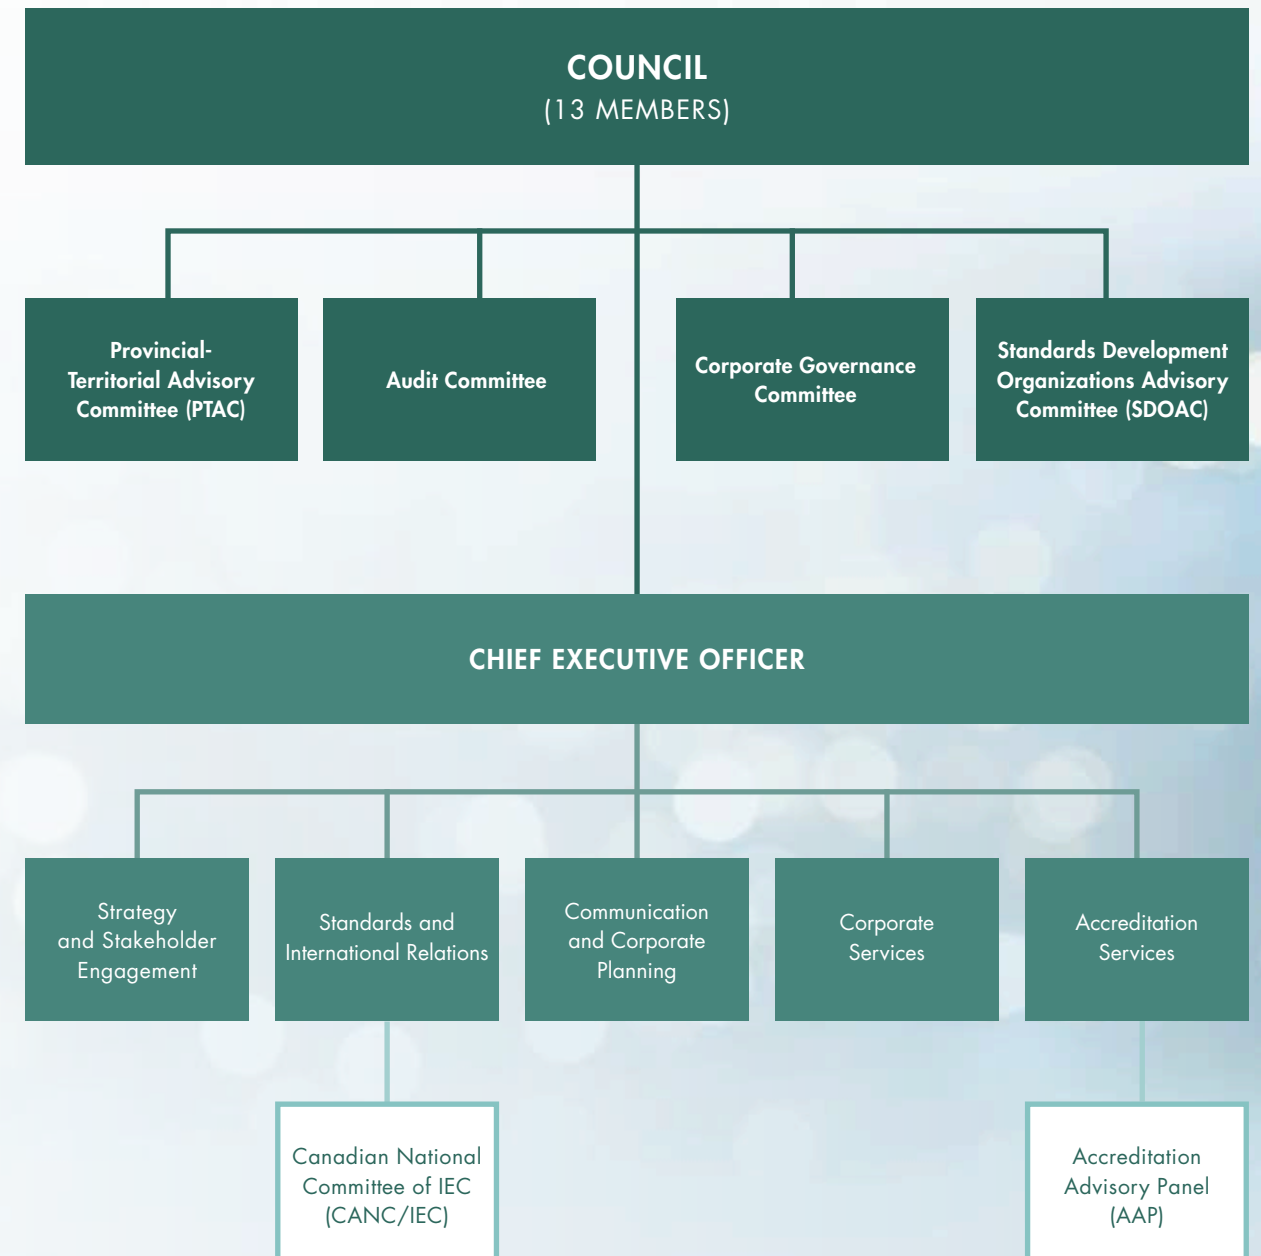 COUNCIL
(13 MEMBERS)
Provincial-
Territorial Advisory
Committee (PTAC)
Audit Committee
Corporate Governance
Committee
Standards Development
Organizations Advisory
Committee (SDOAC)
CHIEF EXECUTIVE OFFICER
Strategy
and Stakeholder
Engagement
Standards and
International Relations
Communication
and Corporate
Planning
Corporate
Services
Accreditation
Services
Canadian National
Committee of IEC
(CANC/IEC)
Accreditation
Advisory Panel
(AAP)